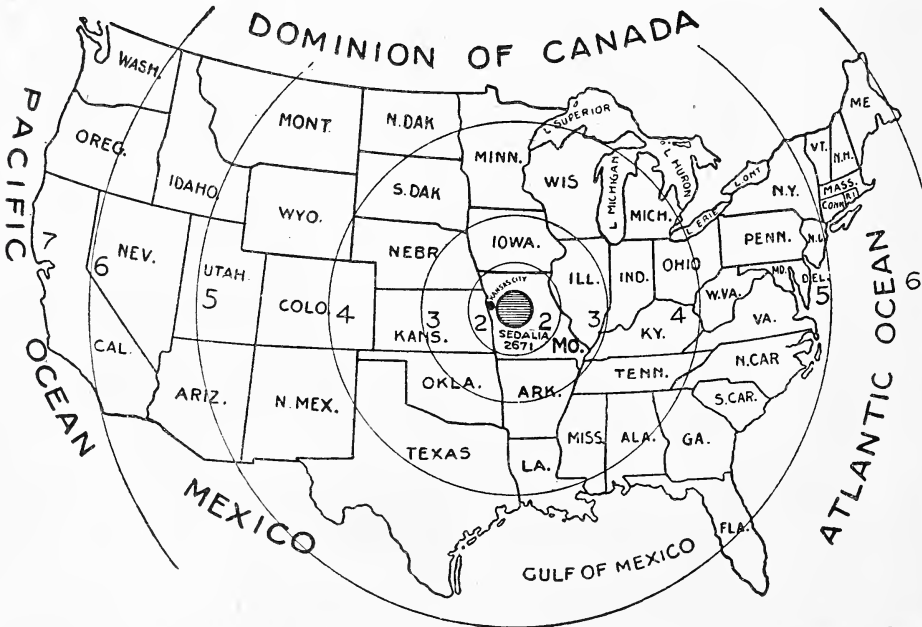 DOMINION OF CANADA
PACIFIC OCEAN
WASH.
OREG.
IDAHO.
MONT.
N.DAK
S.DAK
WYO.
NEBR
MINN.
WIS
L SUPERIOR
L MICHIGAN
L HURON
MICH.
L ERIE
L ONT
N.Y.
VT.
N.H.
ME
MASS.
CONN
R.I.
PENN.
N.J.
MD.
DEL.
7
6
NEV.
UTAH.
5
COLO.
4
KANS.
3
2
KANSAS CITY
IOWA.
ILL.
IND.
OHIO
W.VA.
VA.
KY.
2
SEDALIA
2671
MO.
3
4
5
6
CAL.
ARIZ.
N.MEX.
OKLA.
ARK.
TENN.
N.CAR
S.CAR.
TEXAS
LA.
MISS
ALA.
GA.
FLA.
MEXICO
GULF OF MEXICO
ATLANTIC OCEAN